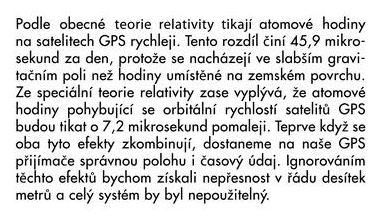 Podle obecné teorie relativity tikají atomové hodiny
na satelitech GPS rychleji. Tento rozdíl činí 45,9 mikro-
sekund za den, protože se nacházejí ve slabším gravi-
tačním poli než hodiny umístěné na zemském povrchu.
Ze speciální teorie relativity zase vyplývá, že atomové
hodiny pohybující se orbitální rychlostí satelitů GPS
budou tikat o 7,2 mikrosekund pomaleji. Teprve když se
oba tyto efekty zkombinují, dostaneme na naše GPS
přijímače správnou polohu i časový údaj. Ignorováním
těchto efektů bychom získali nepřesnost v řádu desítek
metrů a celý systém by byl nepoužitelný.